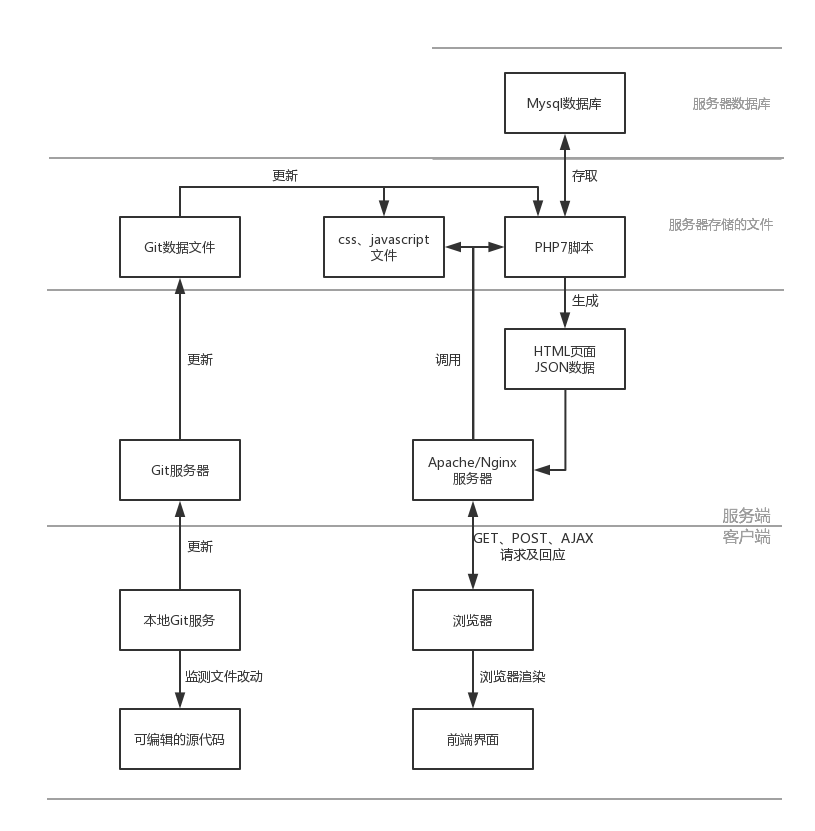 Mysql数据库
服务器数据库
更新
存取
Git数据文件
css、javascript
文件
PHP7脚本
服务器存储的文件
生成
更新
调用
HTML页面
JSON数据
Git服务器
Apache/Nginx
服务器
服务端
客户端
更新
GET、POST、AJAX
请求及回应
本地Git服务
浏览器
监测文件改动
浏览器渲染
可编辑的源代码
前端界面